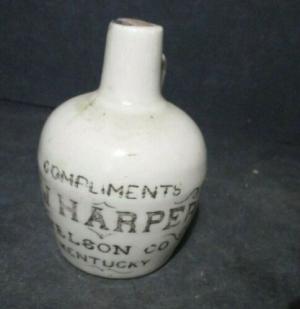 COMPLIMENTS
HARPER
ELSON CO
KENTUCKY